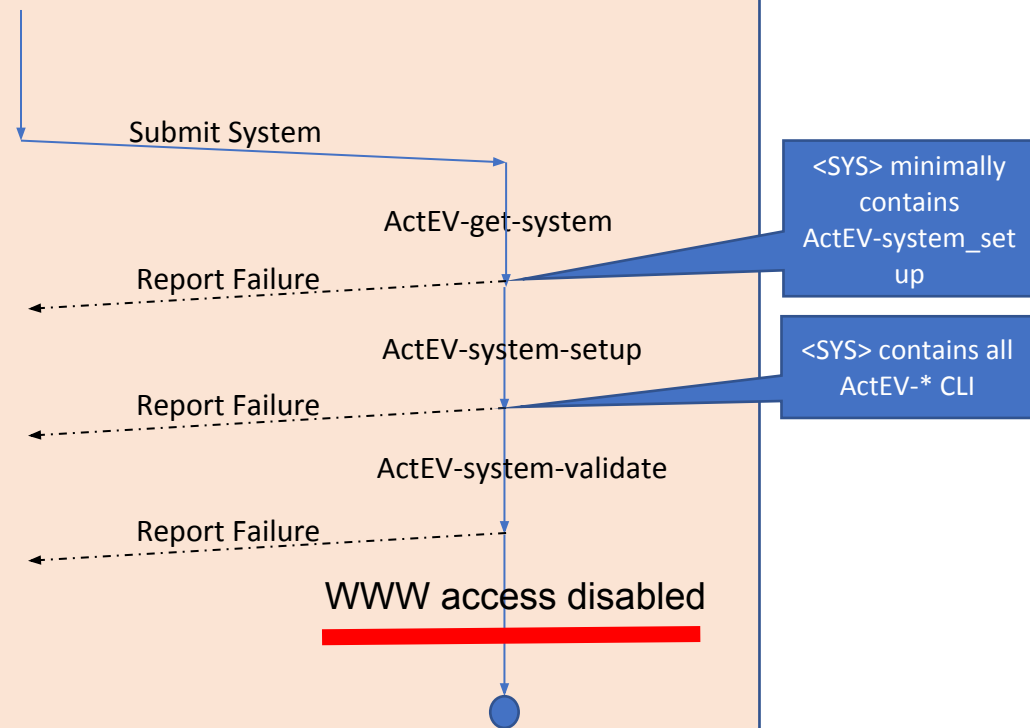 Submit System
<SYS> minimally
contains
ActEV-system_set
up
ActEV-get-system
Report Failure
ActEV-system-setup
<SYS> contains all
ActEV-* CLI
Report Failure
ActEV-system-validate
Report Failure
WWW access disabled